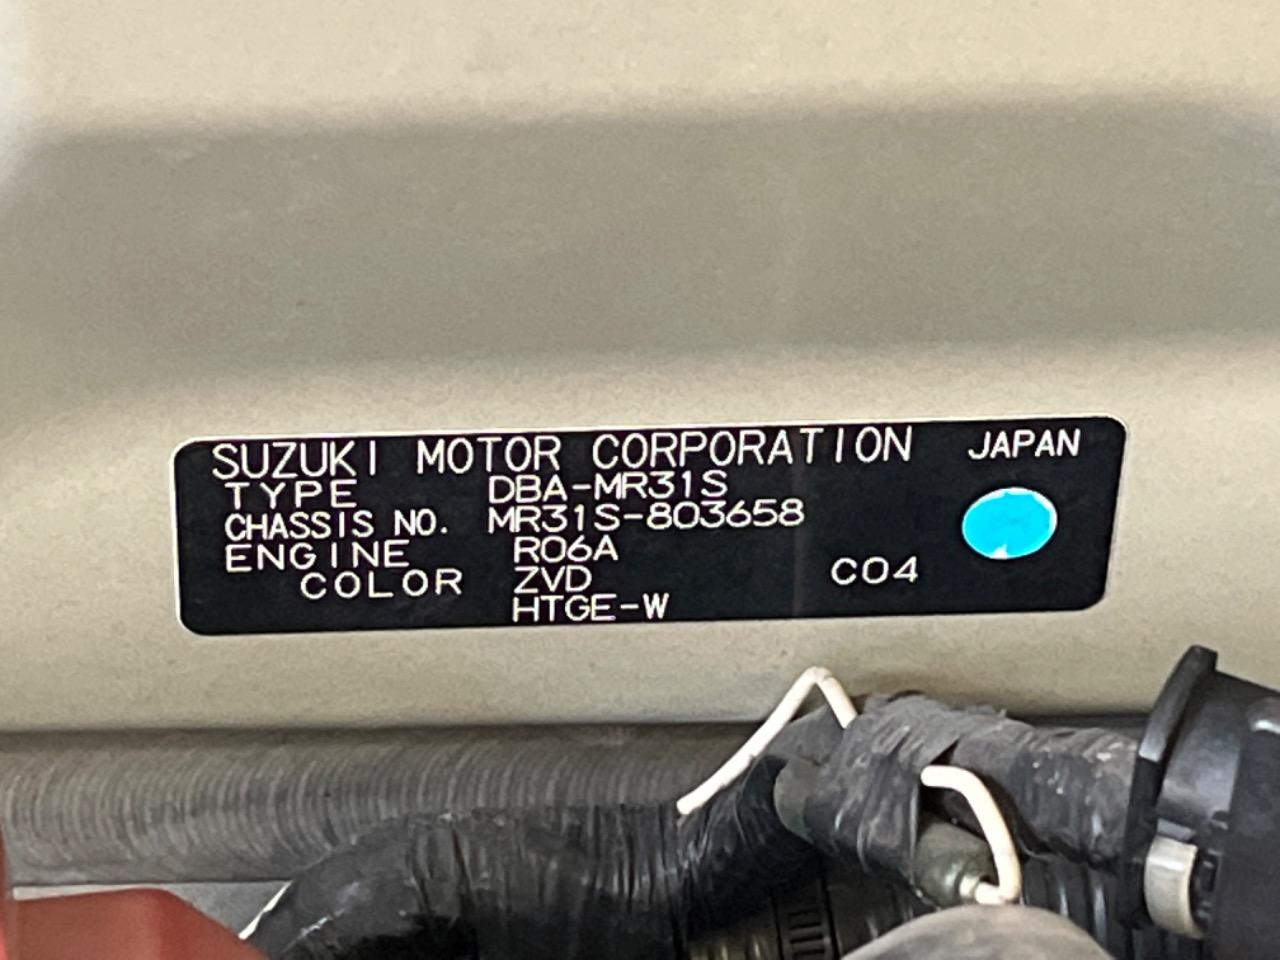 SUZUKI MOTOR CORPORATION JAPAN
TYPE DBA-MR31S
CHASSIS NO. MR31S-803658
ENGINE R06A
COLOR ZVD C04
HTGE-W